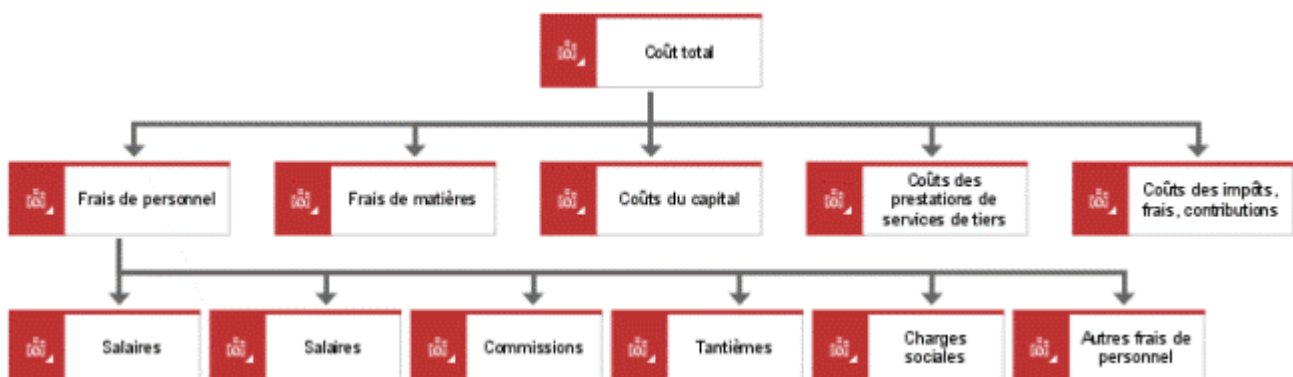 Coût total
Frais de personnel
Frais de matières
Coûts du capital
Coûts des
prestations de
services de tiers
Coûts des impôts,
frais, contributions
Salaires
Salaires
Commissions
Tantièmes
Charges
sociales
Autres frais de
personnel